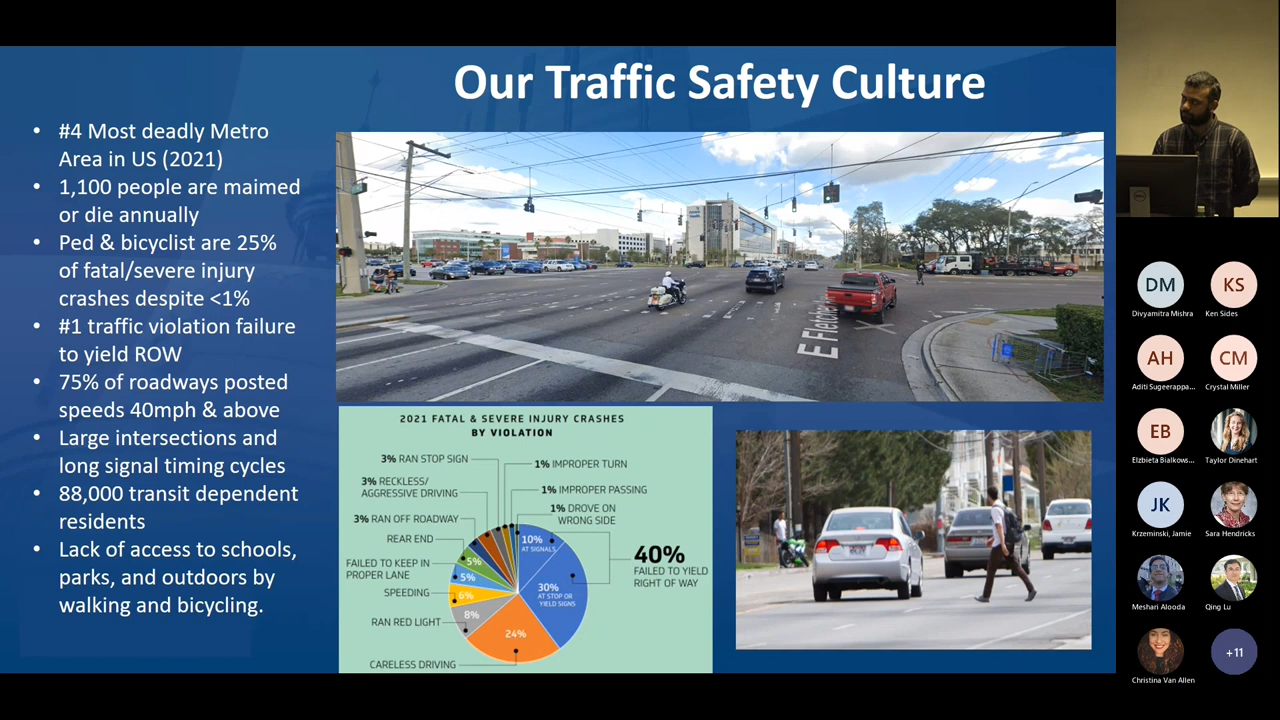 Our Traffic Safety Culture
• #4 Most deadly Metro
Area in US (2021)
• 1,100 people are maimed
or die annually
• Ped & bicyclist are 25%
of fatal/severe injury
crashes despite <1%
• #1 traffic violation failure
to yield ROW
• 75% of roadways posted
speeds 40mph & above
• Large intersections and
long signal timing cycles
• 88,000 transit dependent
residents
• Lack of access to schools,
parks, and outdoors by
walking and bicycling.
E Fletcher
2021 FATAL & SEVERE INJURY CRASHES
BY VIOLATION
3% RAN STOP SIGN
3% RECKLESS/
AGGRESSIVE DRIVING
3% RAN OFF ROADWAY
REAR END
5%
FAILED TO KEEP IN
PROPER LANE
5%
SPEEDING
6%
RAN RED LIGHT
8%
CARELESS DRIVING
24%
1% IMPROPER TURN
1% IMPROPER PASSING
1% DROVE ON
WRONG SIDE
10%
AT SIGNALS
30%
AT STOP OR
YIELD SIGNS
40%
FAILED TO YIELD
RIGHT OF WAY
DELL
DM
Divyamitra Mishra
KS
Ken Sides
AH
Aditi Sugeerappa...
CM
Crystal Miller
EB
Elzbieta Bialkows...
Taylor Dinehart
JK
Krzeminski, Jamie
Sara Hendricks
Meshari Alooda
Qing Lu
Christina Van Allen
+11